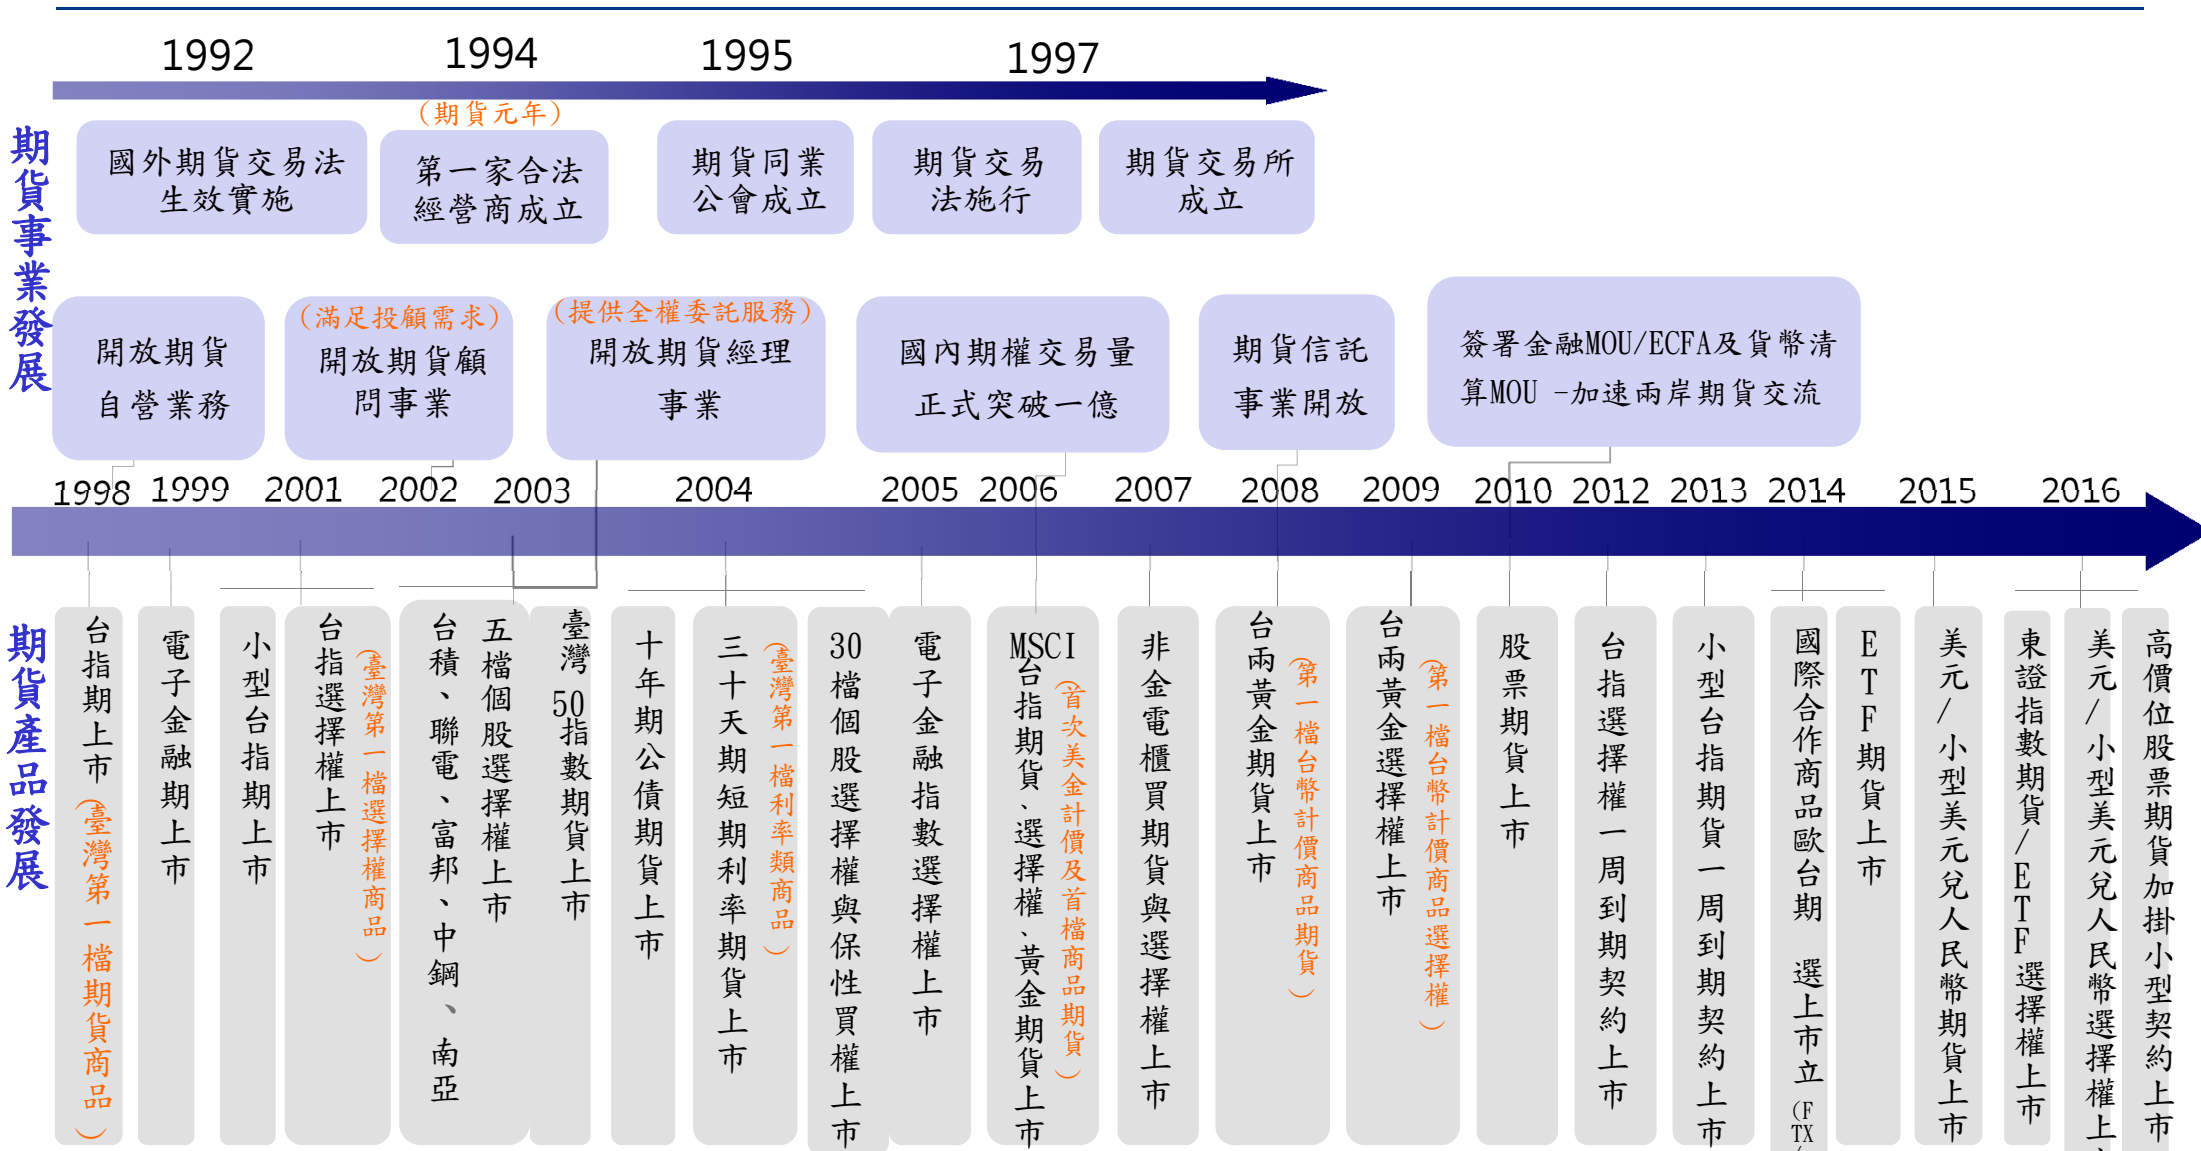 1992
1994
1995
1997
(期貨元年)
期貨事業發展
國外期貨交易法
生效實施
第一家合法
經營商成立
期貨同業
公會成立
期貨交易
法施行
期貨交易所
成立
開放期貨
自營業務
(滿足投顧需求)
開放期貨顧
問事業
(提供全權委託服務)
開放期貨經理
事業
國內期權交易量
正式突破一億
期貨信託
事業開放
簽署金融MOU/ECFA及貨幣清
算MOU -加速兩岸期貨交流
1998
1999
2001
2002
2003
2004
2005
2006
2007
2008
2009
2010
2012
2013
2014
2015
2016
期貨產品發展
台指期上市(臺灣第一檔期貨商品)
電子金融期上市
小型台指期上市
台指選擇權上市
(臺灣第一檔選擇權商品)
五檔個股選擇權上市
台積、聯電、富邦、中鋼、南亞
臺灣50指數期貨上市
十年期公債期貨上市
三十天期短期利率期貨上市
(臺灣第一檔利率類商品)
30檔個股選擇權與保性買權上市
電子金融指數選擇權上市
MSCI台指期貨、選擇權、黃金期貨上市
(首次美金計價及首檔商品期貨)
非金電櫃買期貨與選擇權上市
台兩黃金期貨上市
(第一檔台幣計價商品期貨)
台兩黃金選擇權上市
(第一檔台幣計價商品選擇權)
股票期貨上市
台指選擇權一周到期契約上市
小型台指期貨一周到期契約上市
國際合作商品歐台期 選上市立(FTX/
ETF期貨上市
美元/小型美元兌人民幣期貨上市
東證指數期貨/ETF選擇權上市
美元/小型美元兌人民幣選擇權上
高價位股票期貨加掛小型契約上市